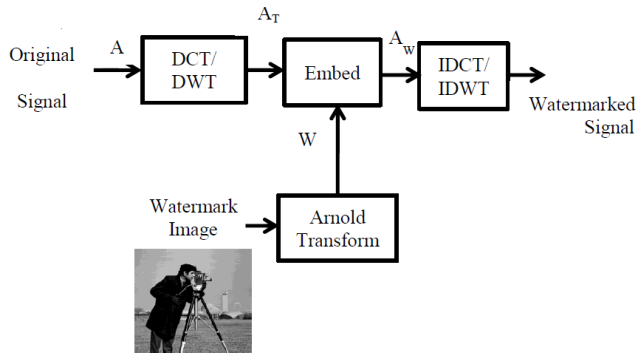 Original
Signal
A
DCT/
DWT
A_T
Embed
A_W
IDCT/
IDWT
Watermarked
Signal
W
Watermark
Image
Arnold
Transform